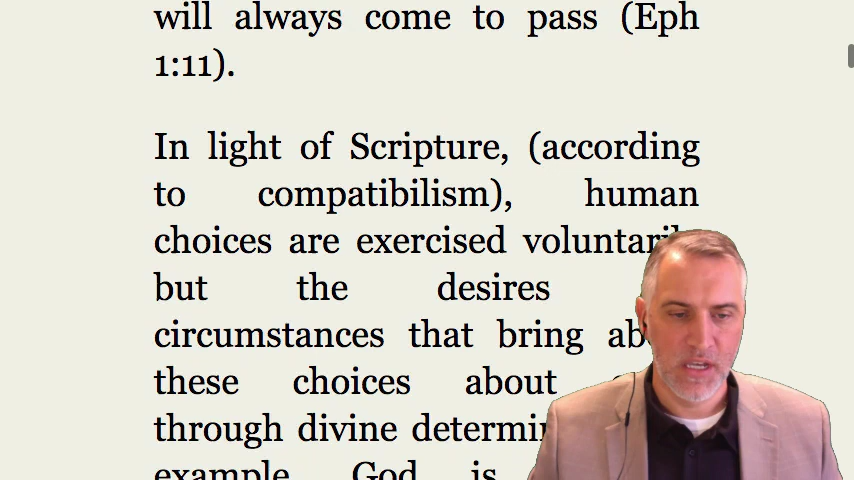 will always come to pass (Eph
1:11).
In light of Scripture, (according
to compatibilism), human
choices are exercised
but the desires
circumstances that bring
these choices about
through divine
example, God is